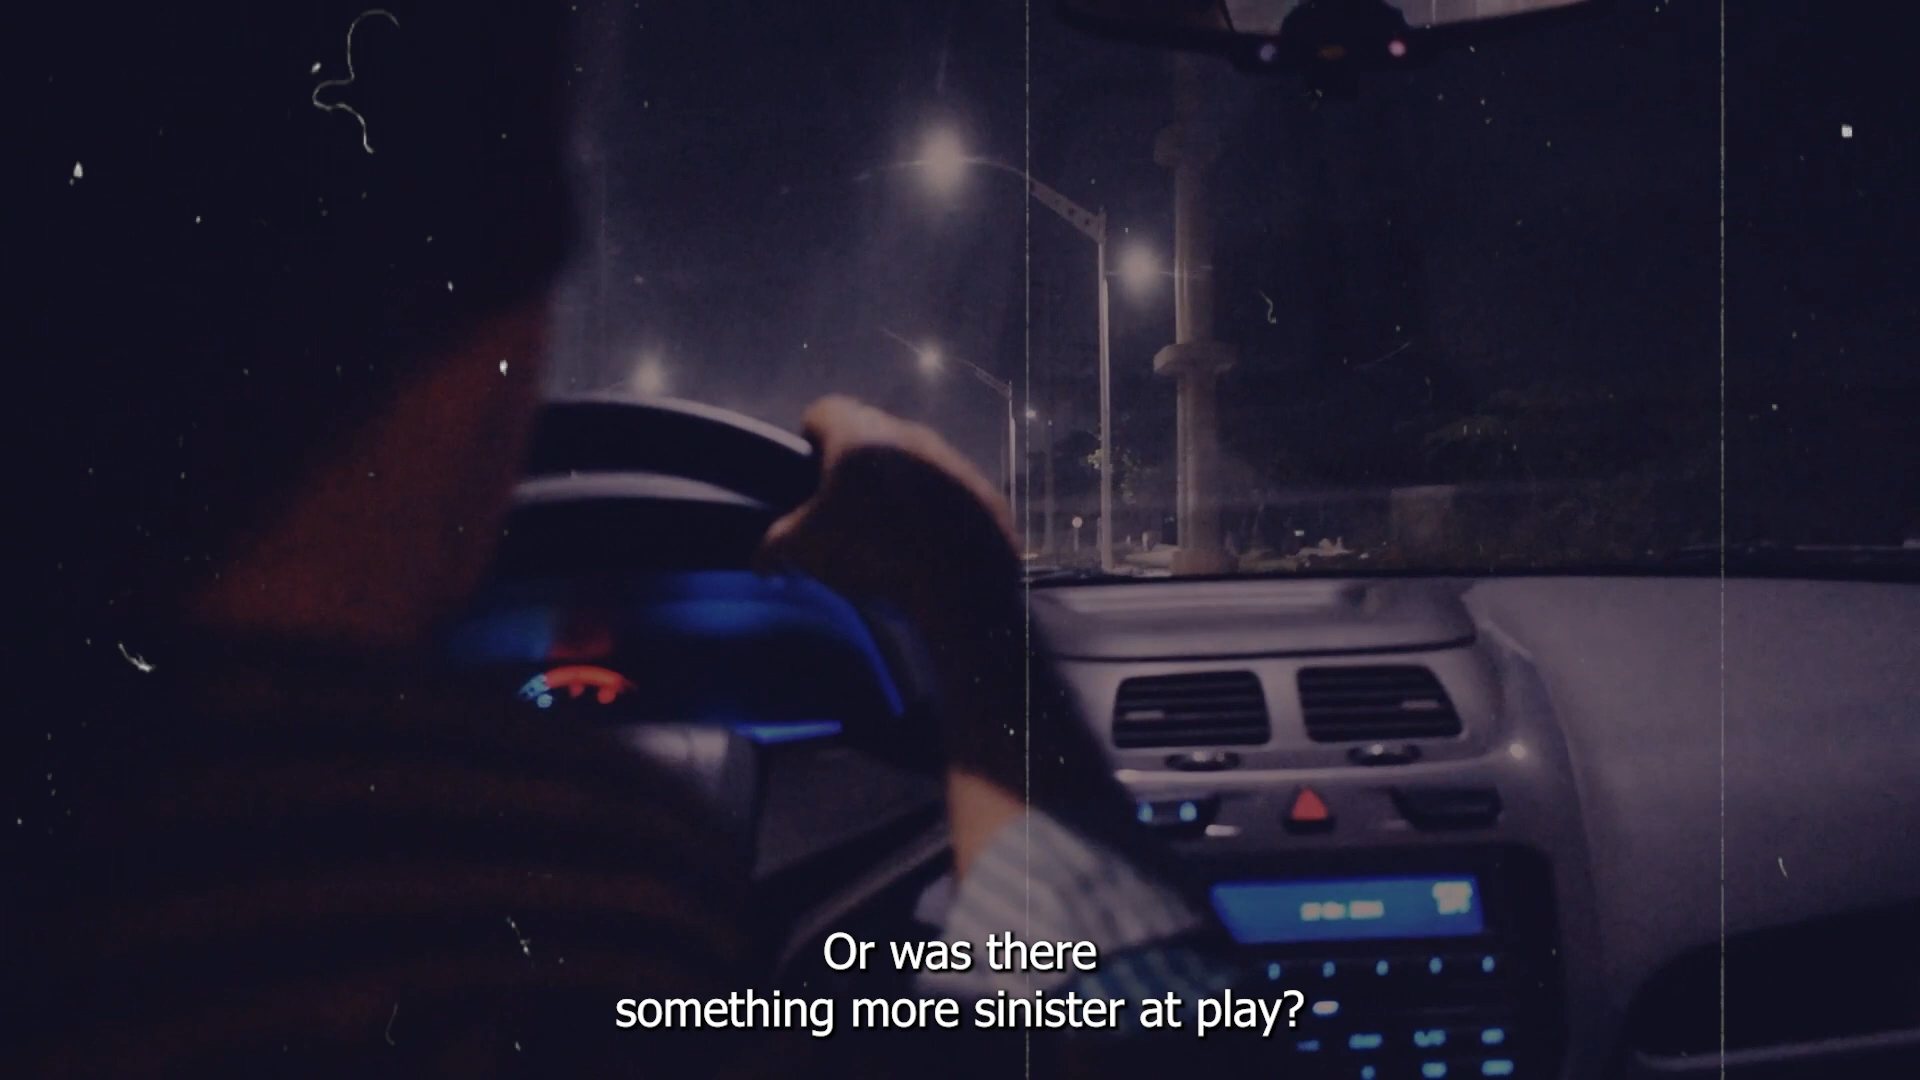 Or was there
something more sinister at play?